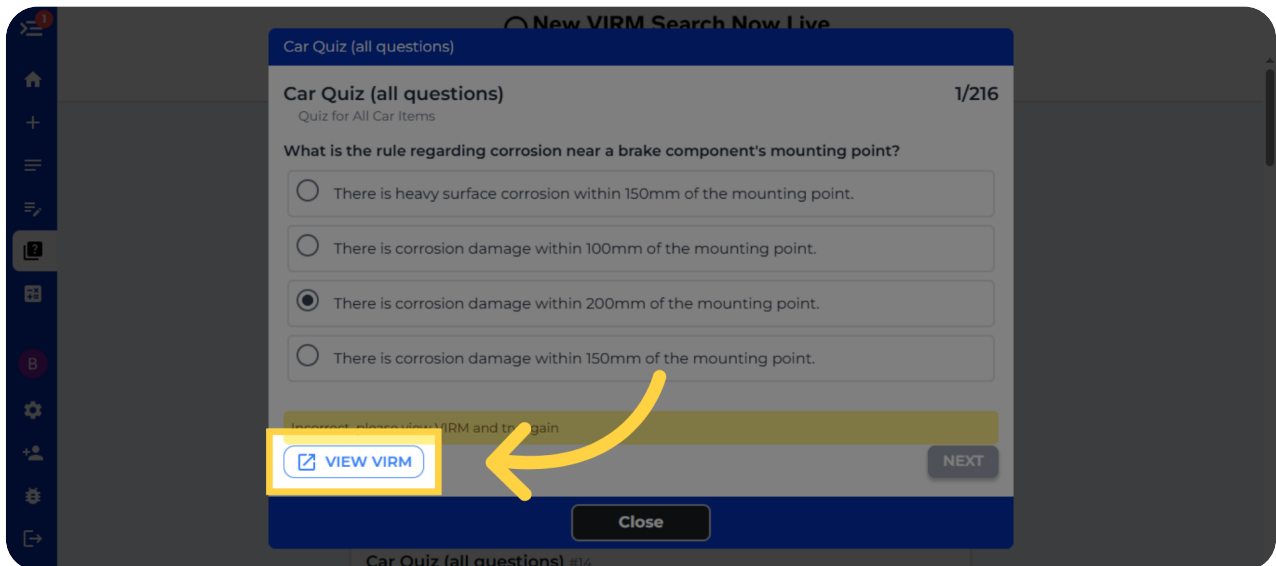 1
New VIRM Search Now Live
Car Quiz (all questions)
Car Quiz (all questions)
1/216
Quiz for All Car Items
What is the rule regarding corrosion near a brake component's mounting point?
There is heavy surface corrosion within 150mm of the mounting point.
There is corrosion damage within 100mm of the mounting point.
There is corrosion damage within 200mm of the mounting point.
There is corrosion damage within 150mm of the mounting point.
B
Incorrect, please view VIRM and try again
VIEW VIRM
NEXT
Close
Car Quiz (all questions) #14